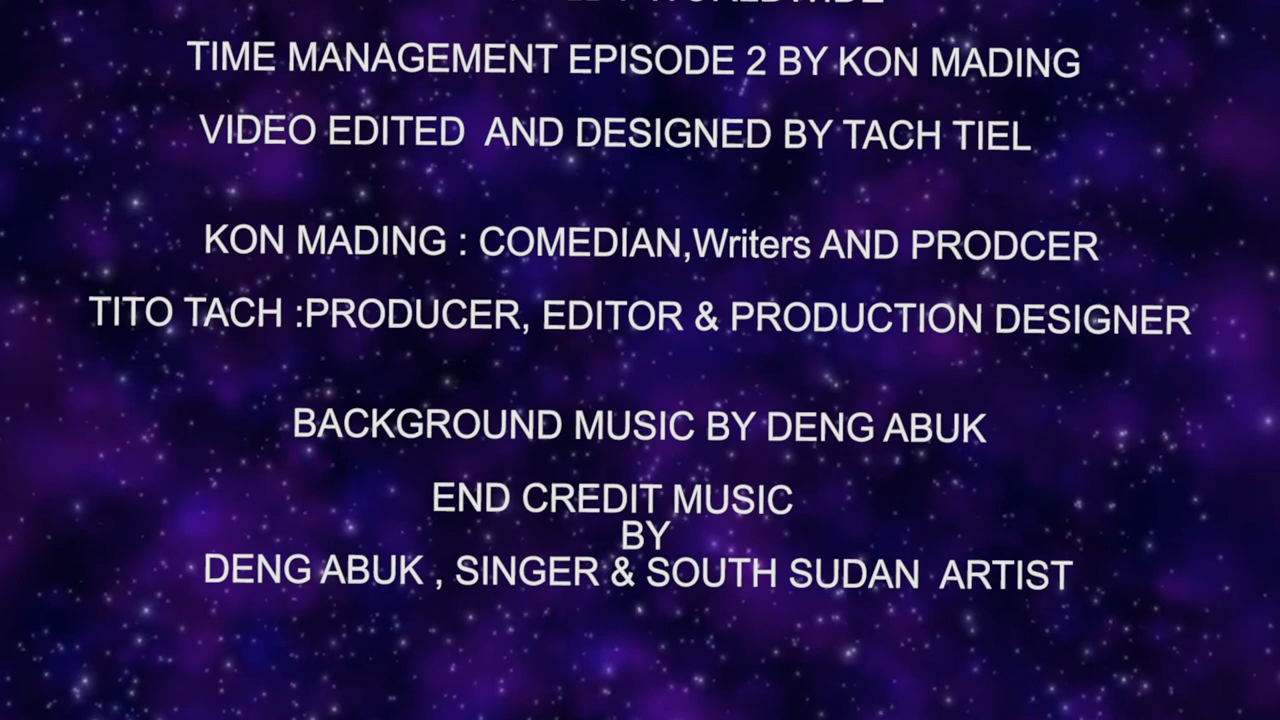 WORLDWIDE
TIME MANAGEMENT EPISODE 2 BY KON MADING
VIDEO EDITED  AND DESIGNED BY TACH TIEL
KON MADING : COMEDIAN,Writers AND PRODCER
TITO TACH :PRODUCER, EDITOR & PRODUCTION DESIGNER
BACKGROUND MUSIC BY DENG ABUK
END CREDIT MUSIC
BY
DENG ABUK , SINGER & SOUTH SUDAN  ARTIST